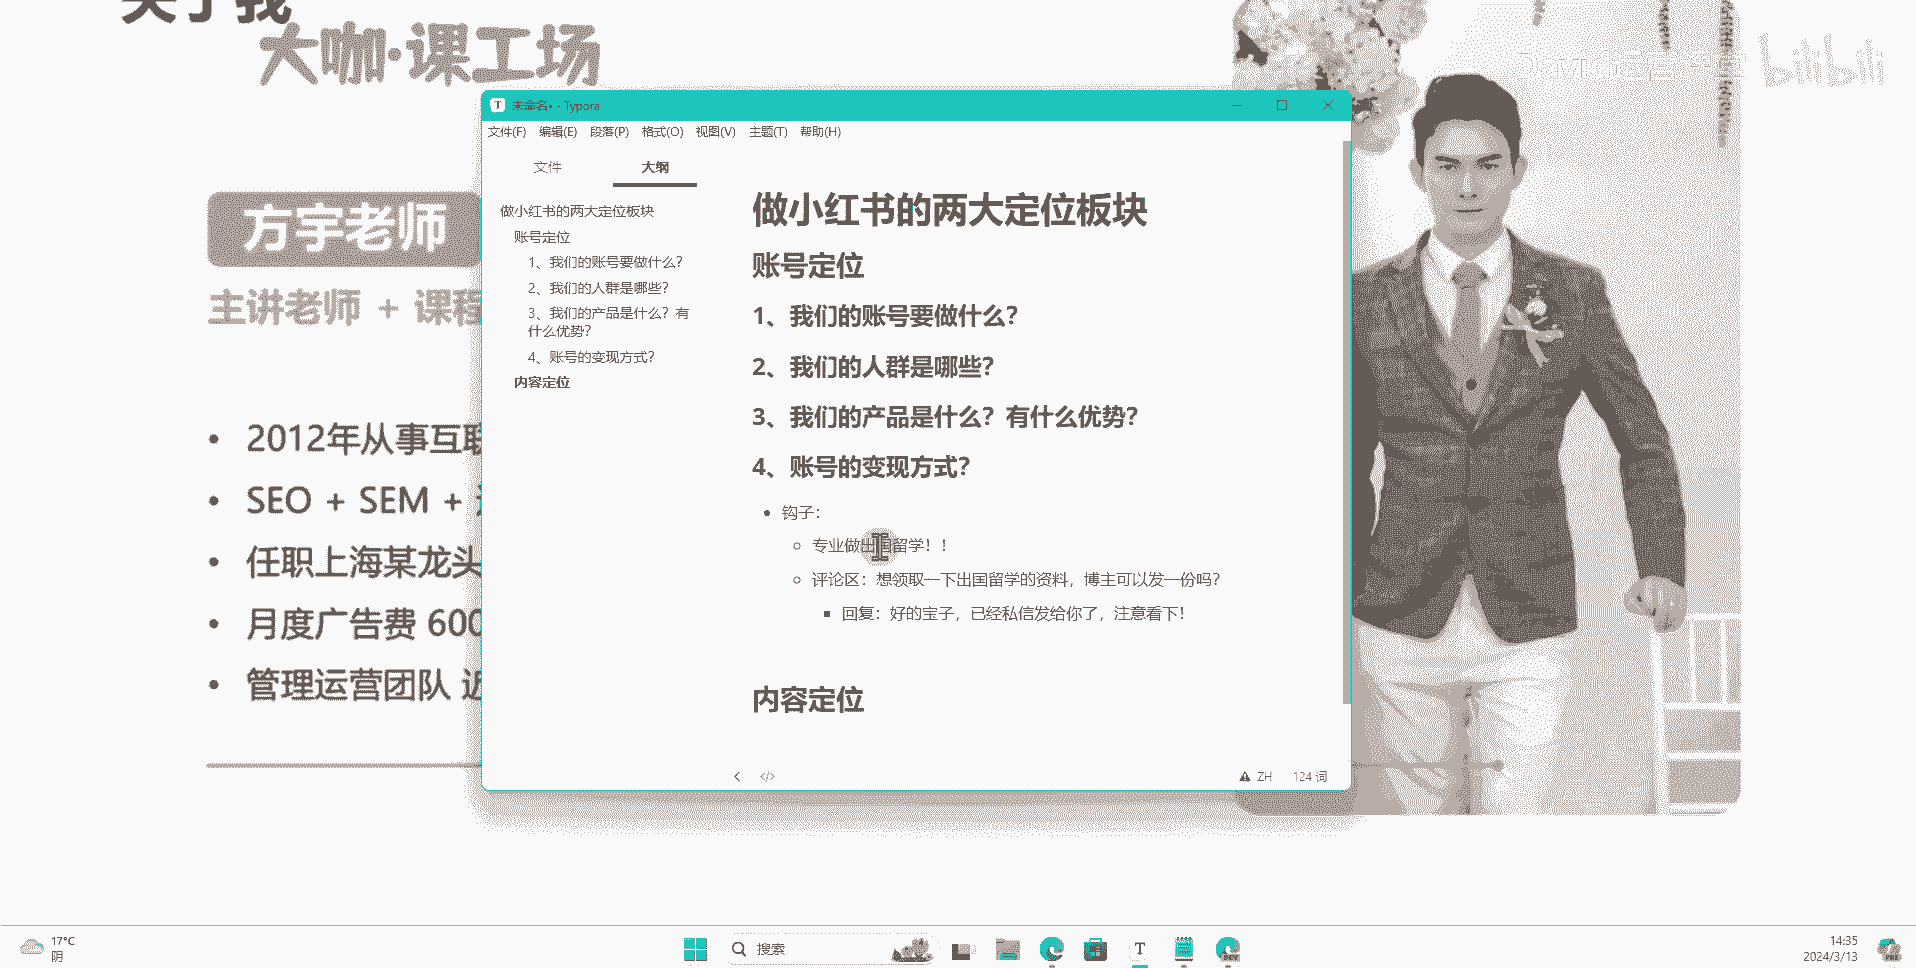 关于我
大咖·课工场
bilibili
方宇老师
主讲老师 + 课程
2012年从事互联
SEO + SEM +
任职上海某龙头
月度广告费 600
管理运营团队 近
未命名• - Typora
文件(F) 编辑(E) 段落(P) 格式(O) 视图(V) 主题(T) 帮助(H)
文件 大纲
做小红书的两大定位板块
账号定位
1、我们的账号要做什么？
2、我们的人群是哪些？
3、我们的产品是什么？有
什么优势？
4、账号的变现方式？
内容定位
做小红书的两大定位板块
账号定位
1、我们的账号要做什么？
2、我们的人群是哪些？
3、我们的产品是什么？有什么优势？
4、账号的变现方式？
钩子：
专业做出国留学！！
评论区：想领取一下出国留学的资料，博主可以发一份吗？
回复：好的宝子，已经私信发给你了，注意看下！
内容定位
ZH 124 词
17°C
阴
搜索
T
DEV
14:35
2024/3/13
PRE